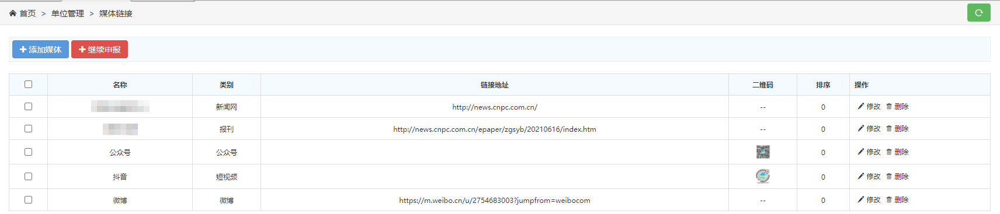 首页 > 单位管理 > 媒体链接
添加媒体 继续申报
名称 类别 链接地址 二维码 排序 操作
新闻网 http://news.cnpc.com.cn/ -- 0 修改 删除
报刊 http://news.cnpc.com.cn/epaper/zgsyb/20210616/index.htm -- 0 修改 删除
公众号 公众号 0 修改 删除
抖音 短视频 0 修改 删除
微博 微博 https://m.weibo.cn/u/2754683003?jumpfrom=weibocom -- 0 修改 删除